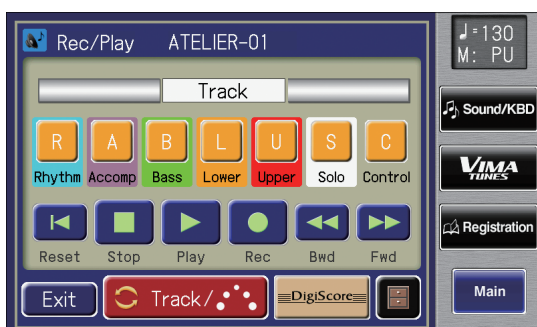 Rec/Play ATELIER-01
♩=130
M: PU
Track
R A B L U S C
Rhythm Accomp Bass Lower Upper Solo Control
Reset Stop Play Rec Bwd Fwd
Exit Track/ DigiScore
Sound/KBD
VIMA
TUNES
Registration
Main